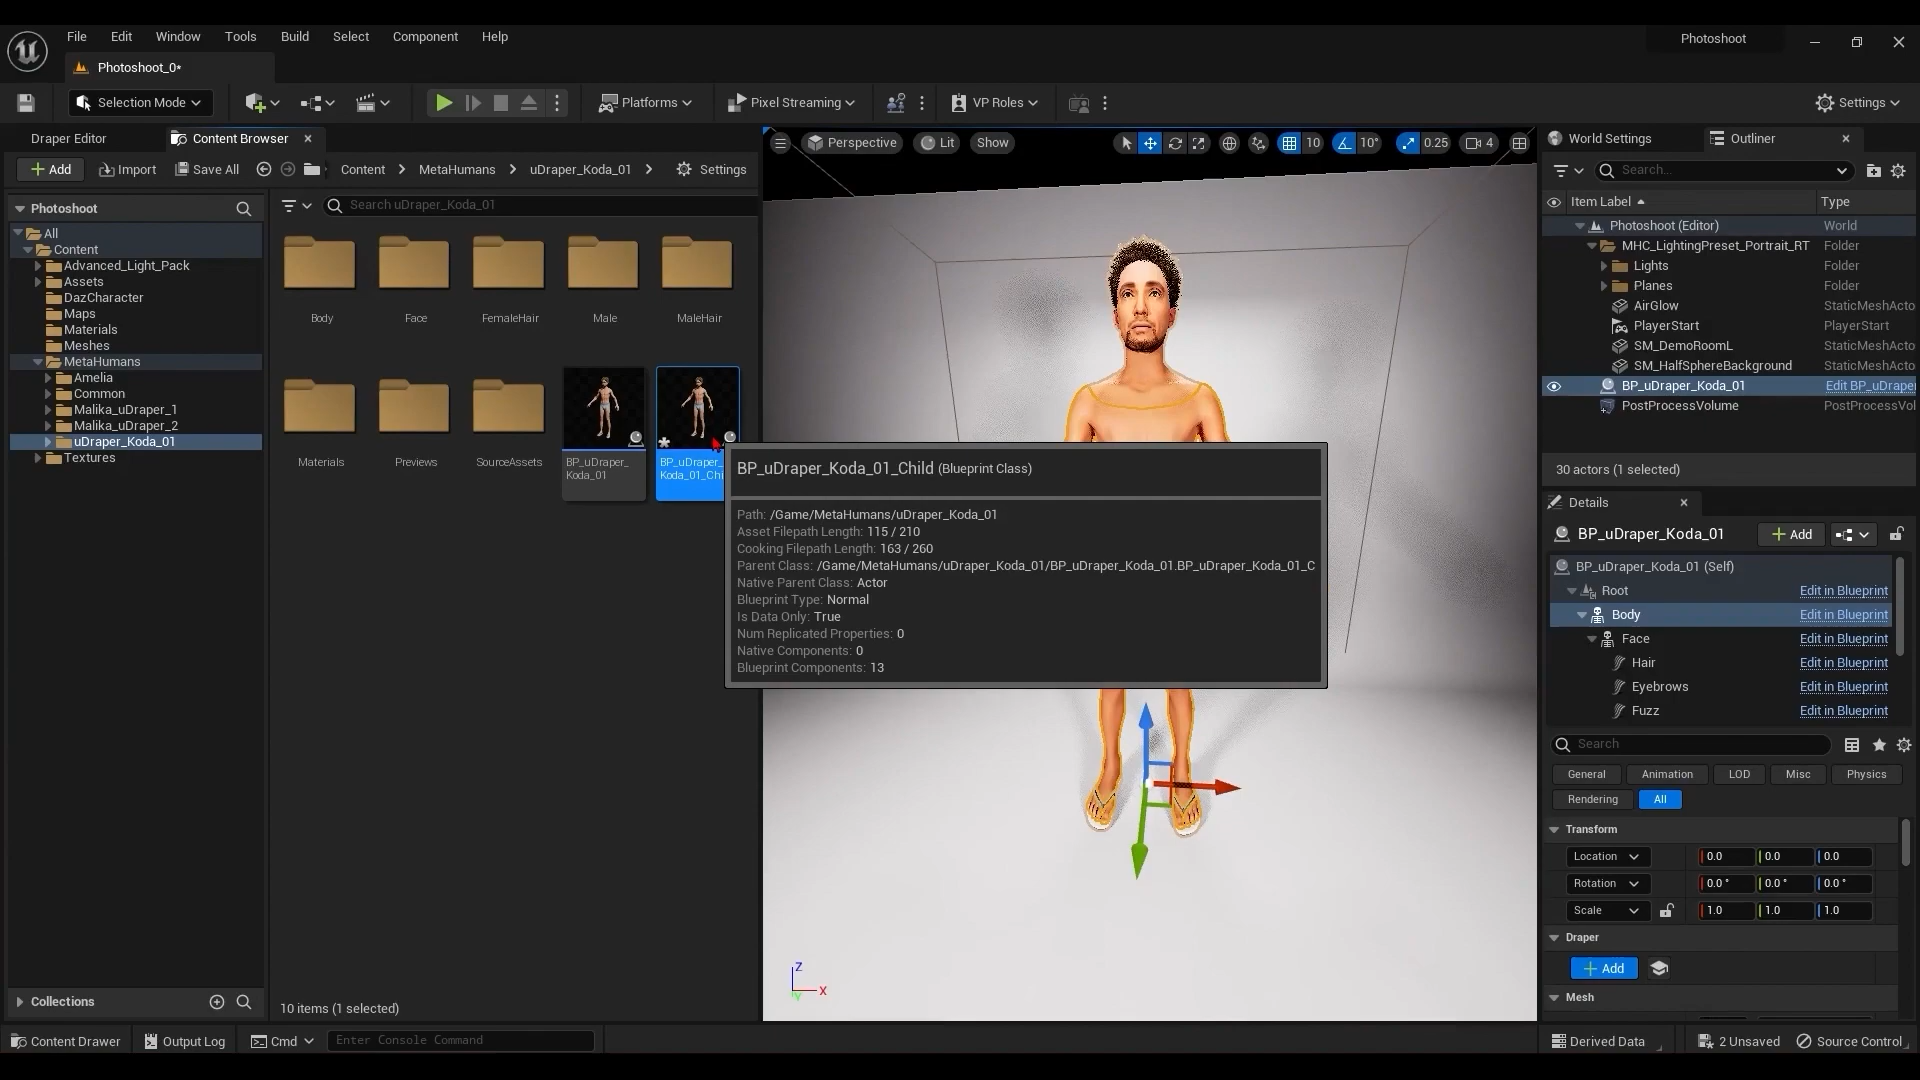 File Edit Window Tools Build Select Component Help
Photoshoot
Photoshoot_0*
Selection Mode
Platforms
Pixel Streaming
VP Roles
Settings
Draper Editor
Content Browser
Add
Import
Save All
Content
MetaHumans
uDraper_Koda_01
Settings
Photoshoot
Search uDraper_Koda_01
All
Content
Advanced_Light_Pack
Assets
DazCharacter
Maps
Materials
Meshes
MetaHumans
Amelia
Common
Malika_uDraper_1
Malika_uDraper_2
uDraper_Koda_01
Textures
Collections
Body
Face
FemaleHair
Male
MaleHair
Materials
Previews
SourceAssets
BP_uDraper_
Koda_01
BP_uDraper_
Koda_01_Chi
10 items (1 selected)
Perspective
Lit
Show
10
10°
0.25
4
BP_uDraper_Koda_01_Child (Blueprint Class)
Path: /Game/MetaHumans/uDraper_Koda_01
Asset Filepath Length: 115 / 210
Cooking Filepath Length: 163 / 260
Parent Class: /Game/MetaHumans/uDraper_Koda_01/BP_uDraper_Koda_01.BP_uDraper_Koda_01_C
Native Parent Class: Actor
Blueprint Type: Normal
Is Data Only: True
Num Replicated Properties: 0
Native Components: 0
Blueprint Components: 13
Z
X
Y
World Settings
Outliner
Search...
Item Label
Type
Photoshoot (Editor) World
MHC_LightingPreset_Portrait_RT Folder
Lights Folder
Planes Folder
AirGlow StaticMeshActo
PlayerStart PlayerStart
SM_DemoRoomL StaticMeshActo
SM_HalfSphereBackground StaticMeshActo
BP_uDraper_Koda_01 Edit BP_uDraper
PostProcessVolume PostProcessVol
30 actors (1 selected)
Details
BP_uDraper_Koda_01
Add
BP_uDraper_Koda_01 (Self)
Root Edit in Blueprint
Body Edit in Blueprint
Face Edit in Blueprint
Hair Edit in Blueprint
Eyebrows Edit in Blueprint
Fuzz Edit in Blueprint
Search
General Animation LOD Misc Physics
Rendering All
Transform
Location 0.0 0.0 0.0
Rotation 0.0° 0.0° 0.0°
Scale 1.0 1.0 1.0
Draper
Add
Mesh
Content Drawer
Output Log
Cmd
Enter Console Command
Derived Data
2 Unsaved
Source Control